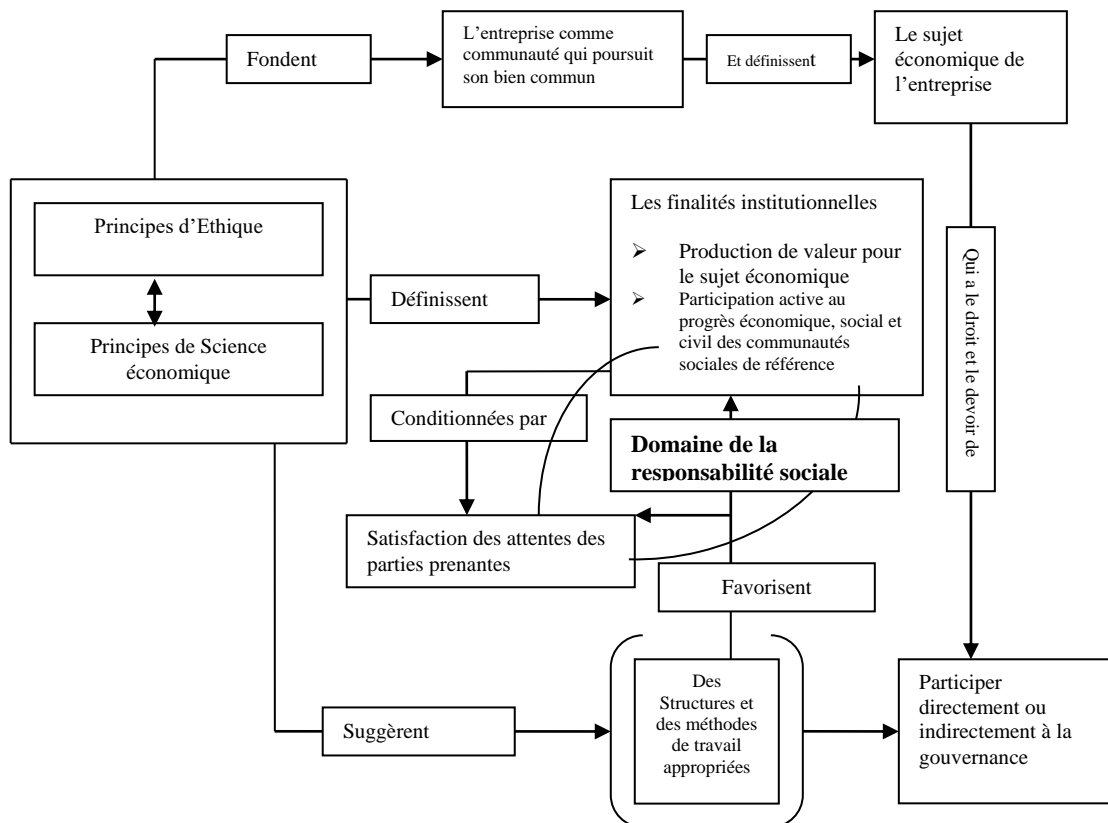 Fondent
L’entreprise comme
communauté qui poursuit
son bien commun
Et définissent
Le sujet
économique de
l’entreprise
Principes d’Ethique
Principes de Science
économique
Définissent
Les finalités institutionnelles
➢ Production de valeur pour
le sujet économique
➢ Participation active au
progrès économique, social et
civil des communautés
sociales de référence
Qui a le droit et le devoir de
Conditionnées par
Domaine de la
responsabilité sociale
Satisfaction des attentes des
parties prenantes
Favorisent
Suggèrent
Des
Structures et
des méthodes
de travail
appropriées
Participer
directement ou
indirectement à la
gouvernance